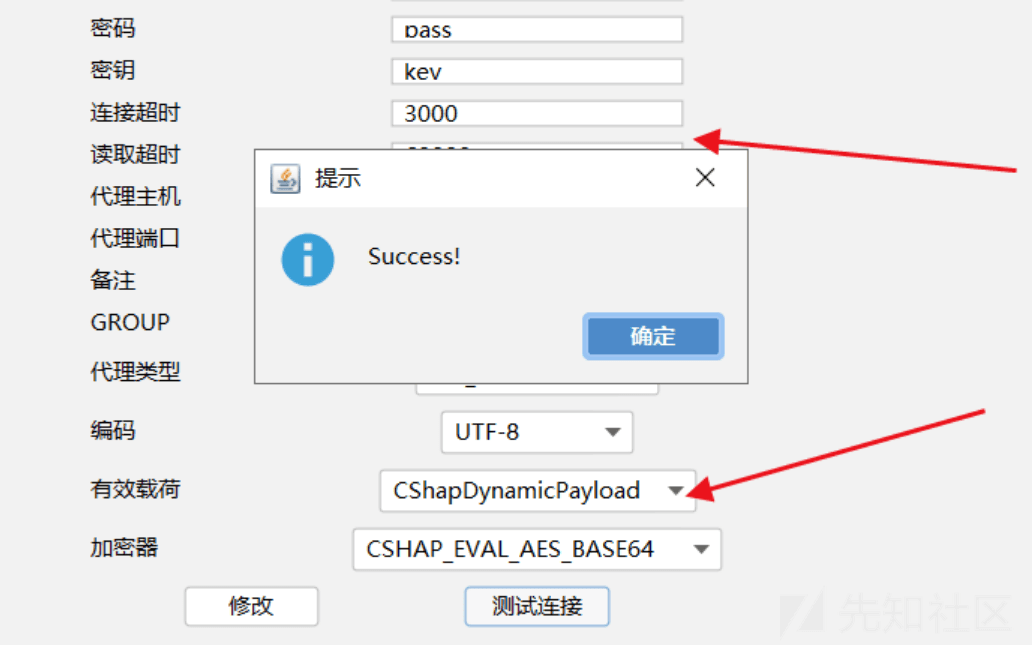 密码 pass
密钥 key
连接超时 3000
读取超时
提示
代理主机
代理端口
Success!
备注
GROUP
确定
代理类型
编码 UTF-8
有效载荷 CShapDynamicPayload
加密器 CSHAP_EVAL_AES_BASE64
修改 测试连接
先知社区